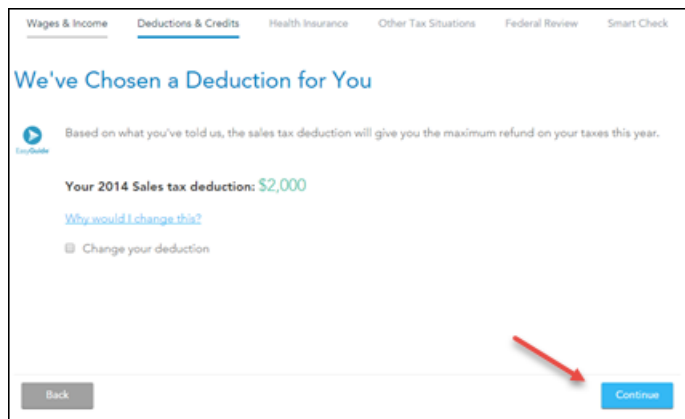 Wages & Income Deductions & Credits Health Insurance Other Tax Situations Federal Review Smart Check
We've Chosen a Deduction for You
Based on what you've told us, the sales tax deduction will give you the maximum refund on your taxes this year.
EasyGuide
Your 2014 Sales tax deduction: $2,000
Why would I change this?
Change your deduction
Back Continue